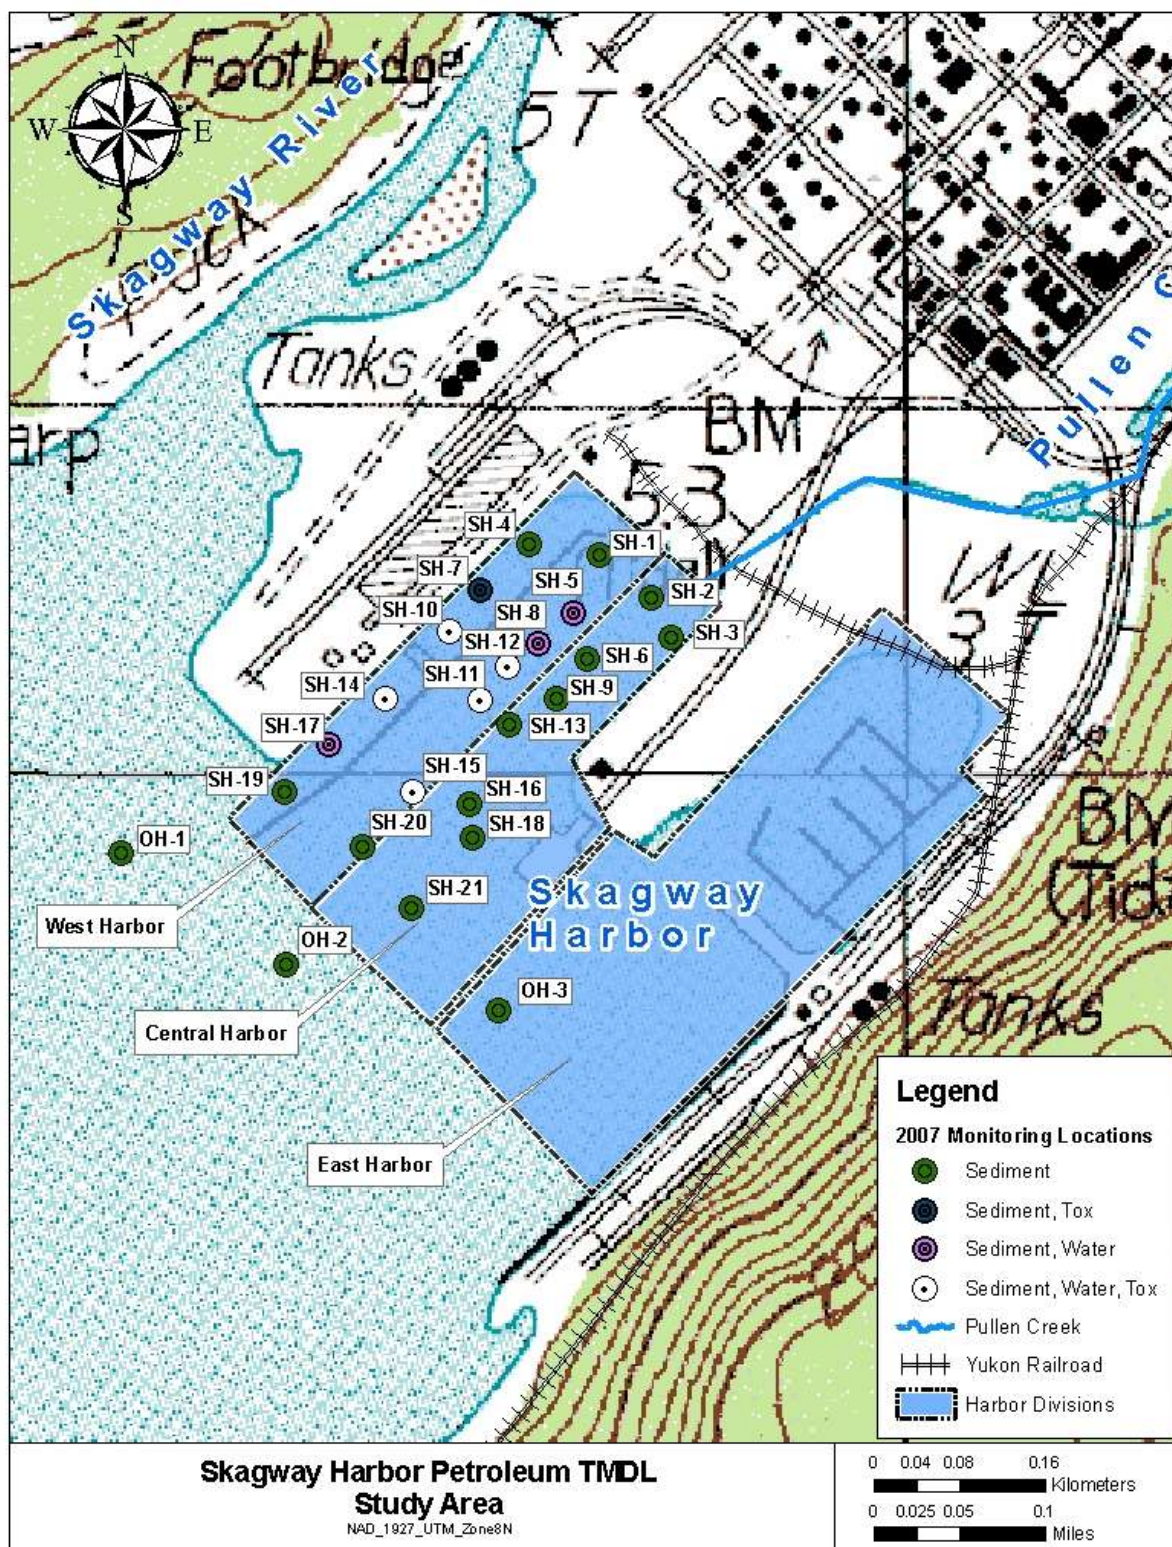 N
W E
S
Footbridge
Skagway River
5T
Tanks
BM
5.3
Pullen C
arp
SH-4
SH-1
SH-7
SH-5
SH-2
SH-10
SH-8
SH-3
SH-12
SH-6
SH-14
SH-11
SH-9
SH-17
SH-13
SH-19
SH-15
SH-16
SH-20
SH-18
OH-1
SH-21
West Harbor
OH-2
Skagway
Harbor
OH-3
Central Harbor
East Harbor
Tanks
Legend
2007 Monitoring Locations
Sediment
Sediment, Tox
Sediment, Water
Sediment, Water, Tox
Pullen Creek
Yukon Railroad
Harbor Divisions
Skagway Harbor Petroleum TMDL
Study Area
NAD_1927_UTM_Zone8N
0 0.04 0.08 0.16
Kilometers
0 0.025 0.05 0.1
Miles